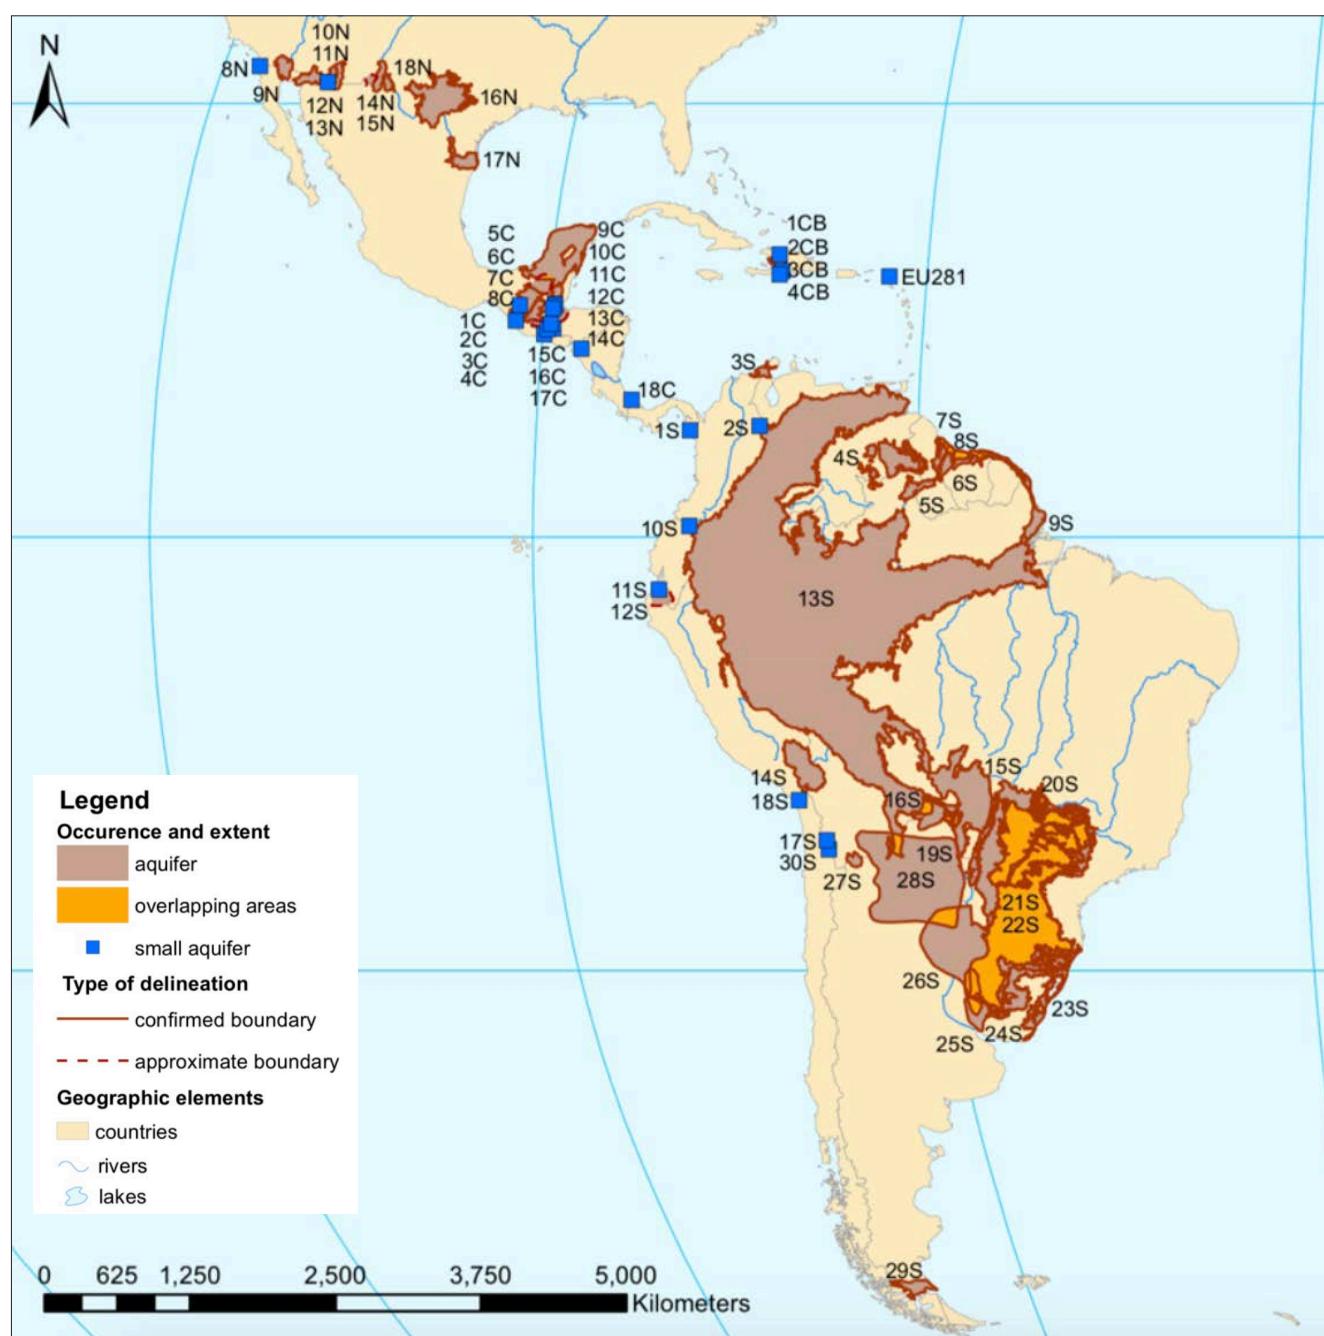 N
10N
11N
8N
18N
9N
12N
13N
14N
15N
16N
17N
5C
6C
7C
8C
9C
10C
11C
12C
13C
14C
1C
2C
3C
4C
15C
16C
17C
18C
1CB
2CB
3CB
4CB
EU281
3S
1S
2S
7S
8S
4S
6S
5S
9S
10S
11S
12S
13S
14S
18S
15S
20S
16S
17S
30S
19S
27S
28S
21S
22S
26S
23S
24S
25S
29S
Legend
Occurence and extent
aquifer
overlapping areas
small aquifer
Type of delineation
confirmed boundary
approximate boundary
Geographic elements
countries
rivers
lakes
0 625 1,250 2,500 3,750 5,000
Kilometers